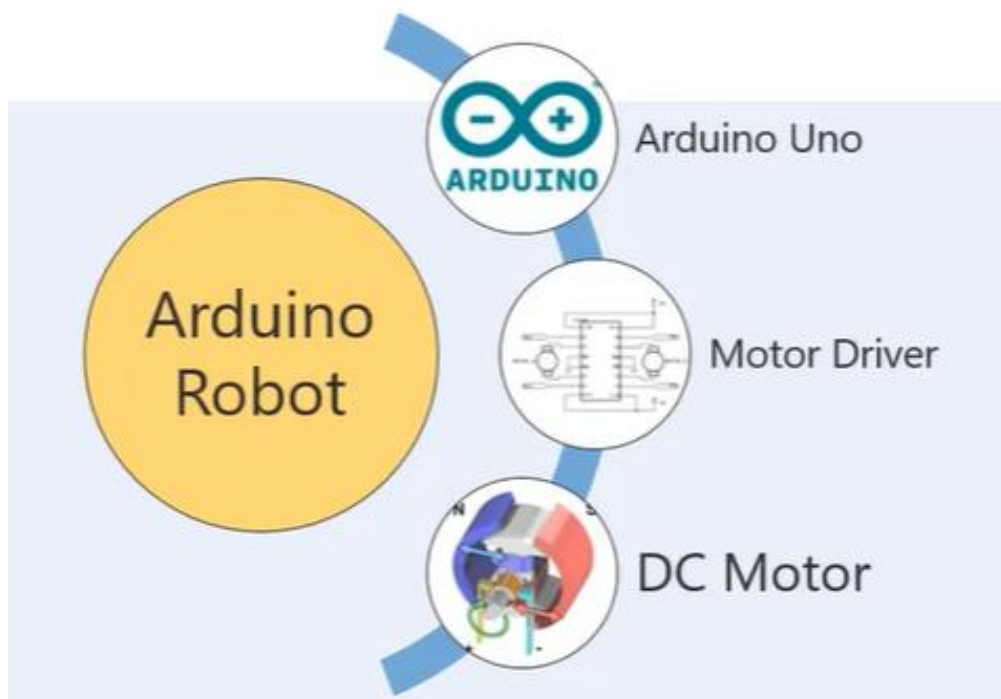 ARDUINO
Arduino Uno
Arduino
Robot
Motor Driver
N
S
DC Motor
+
-